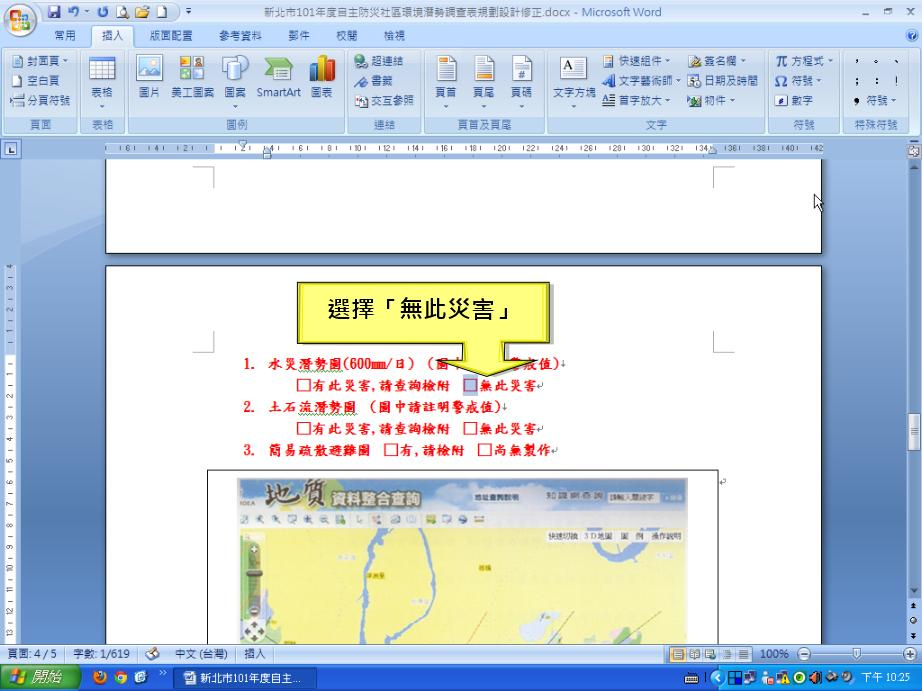 新北市101年度自主防災社區環境潛勢調查表規劃設計修正.docx - Microsoft Word
常用 插入 版面配置 參考資料 郵件 校閱 檢視
封面頁 空白頁 分頁符號
頁面
表格
表格
圖片 美工圖案 圖案 SmartArt 圖表
圖例
超連結 書籤 交互參照
連結
頁首 頁尾 頁碼
頁首及頁尾
文字方塊 快速組件 文字藝術師 首字放大 簽名欄 日期及時間 物件
文字
方程式 符號 數字
符號
符號
特殊符號
選擇「無此災害」
1. 水災潛勢圖(600mm/日)（圖 警戒值)
□有此災害,請查詢檢附 □無此災害
2. 土石流潛勢圖（圖中請註明警戒值)
□有此災害,請查詢檢附 □無此災害
3. 簡易疏散避難圖 □有,請檢附 □尚無製作
地質 資料整合查詢
知識網查詢 請輸入關鍵字
快速切換 3D地圖 圖例 操作說明
板橋
頁面: 4/5 字數: 1/619 中文 (台灣) 插入 100%
開始 新北市101年度自主... 下午 10:25